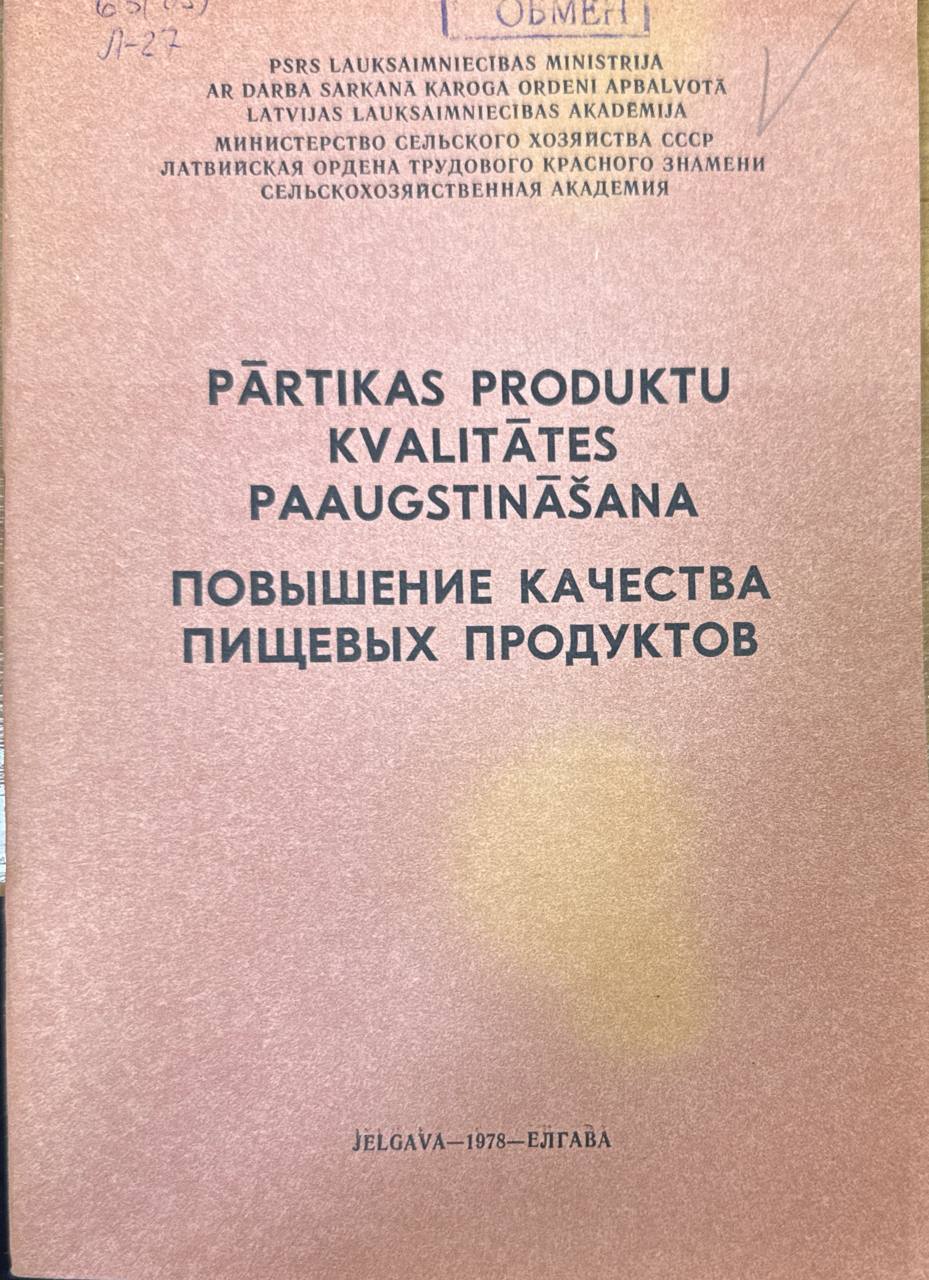 Л-27
ОБМЕН
PSRS LAUKSAIMNIECĪBAS MINISTRIJA
AR DARBA SARKANĀ KAROGA ORDENI APBALVOTĀ
LATVIJAS LAUKSAIMNIECĪBAS AKADĒMIJA
МИНИСТЕРСТВО СЕЛЬСКОГО ХОЗЯЙСТВА СССР
ЛАТВИЙСКАЯ ОРДЕНА ТРУДОВОГО КРАСНОГО ЗНАМЕНИ
СЕЛЬСКОХОЗЯЙСТВЕННАЯ АКАДЕМИЯ
PĀRTIKAS PRODUKTU
KVALITĀTES
PAAUGSTINĀŠANA
ПОВЫШЕНИЕ КАЧЕСТВА
ПИЩЕВЫХ ПРОДУКТОВ
JELGAVA—1978—ЕЛГАВА